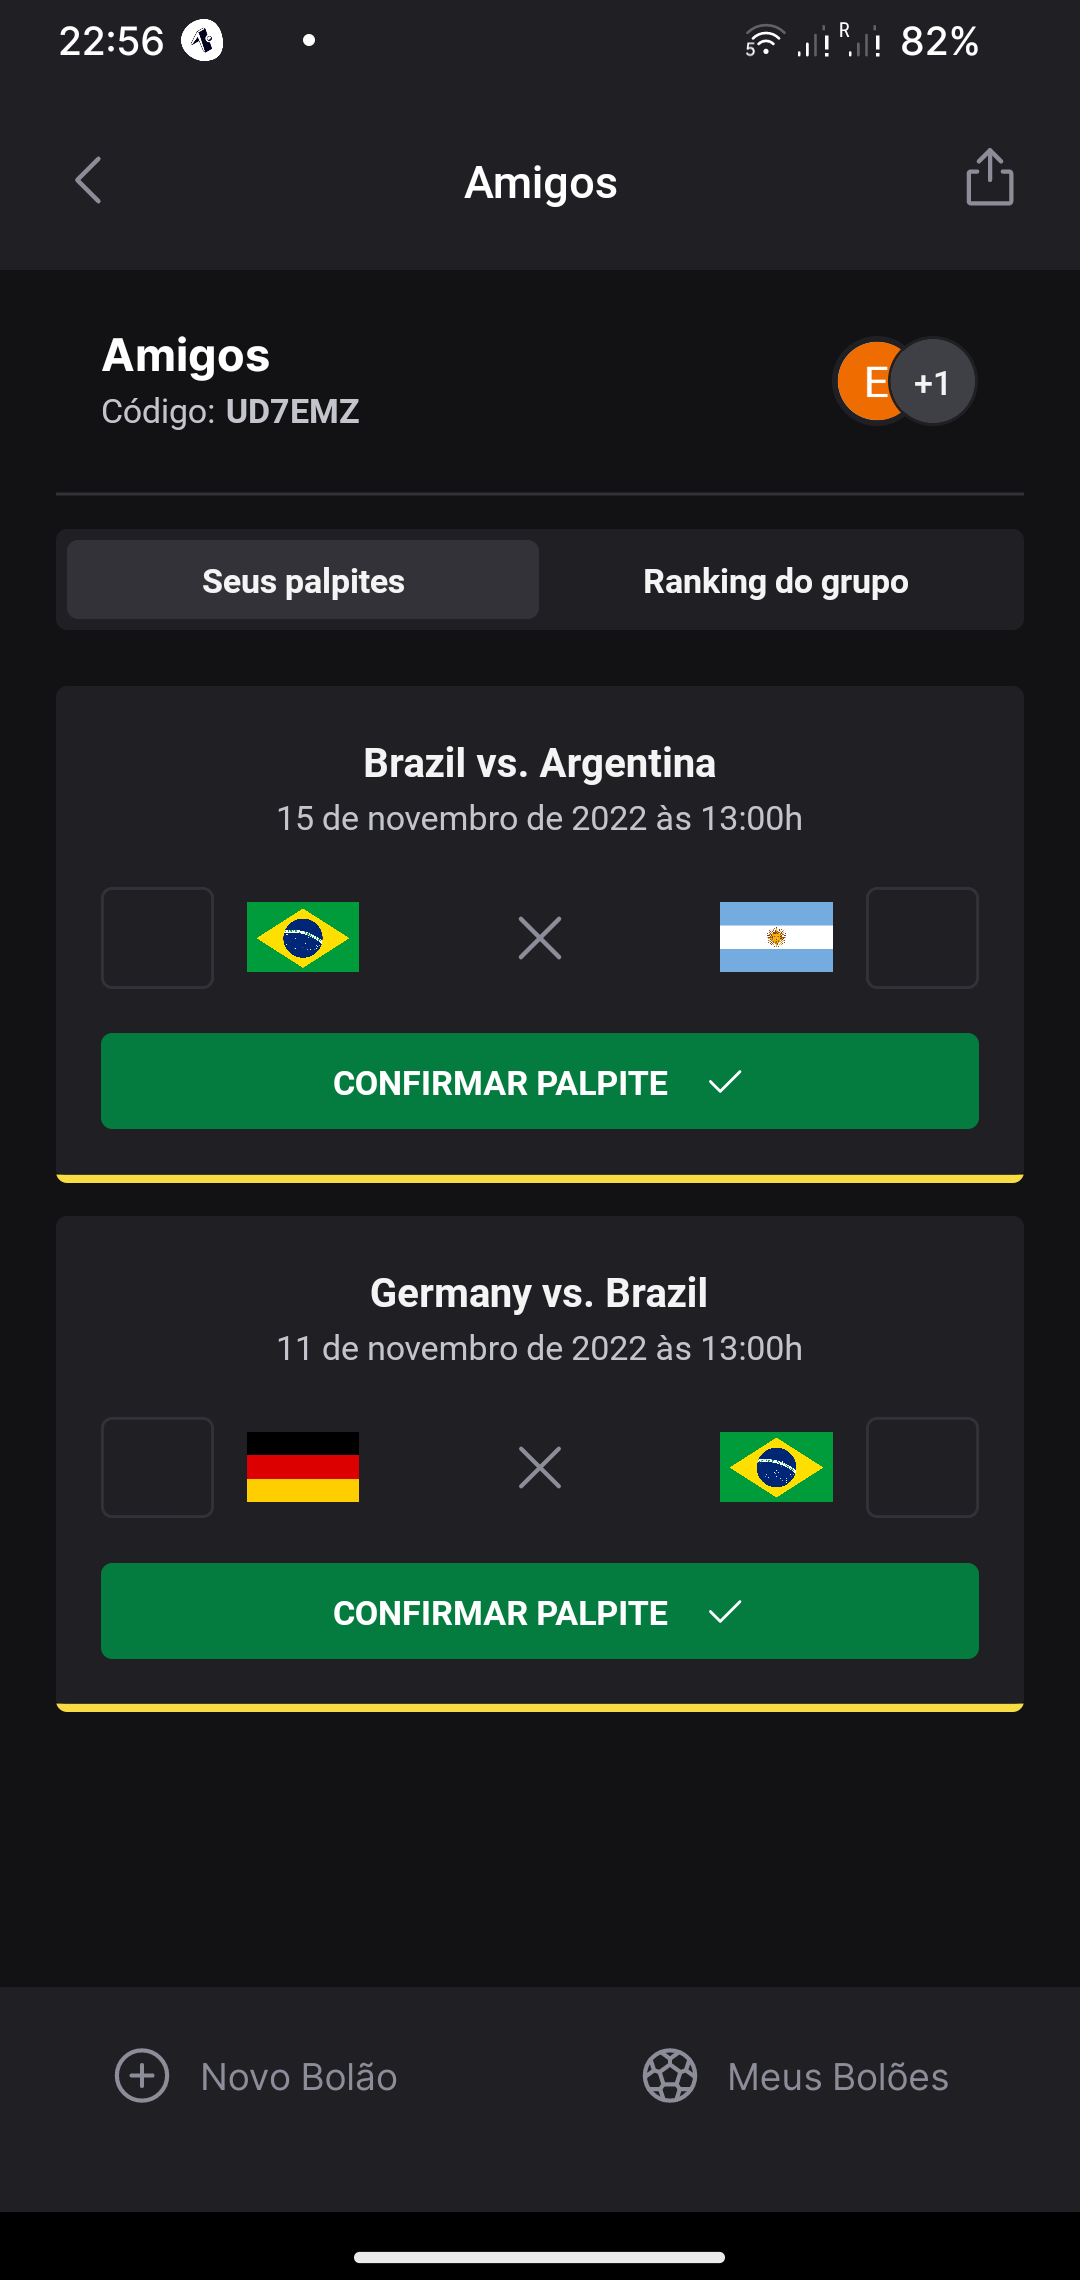 22:56
5 R 82%
Amigos
Amigos
Código: UD7EMZ
E +1
Seus palpites Ranking do grupo
Brazil vs. Argentina
15 de novembro de 2022 às 13:00h
CONFIRMAR PALPITE
Germany vs. Brazil
11 de novembro de 2022 às 13:00h
CONFIRMAR PALPITE
Novo Bolão Meus Bolões